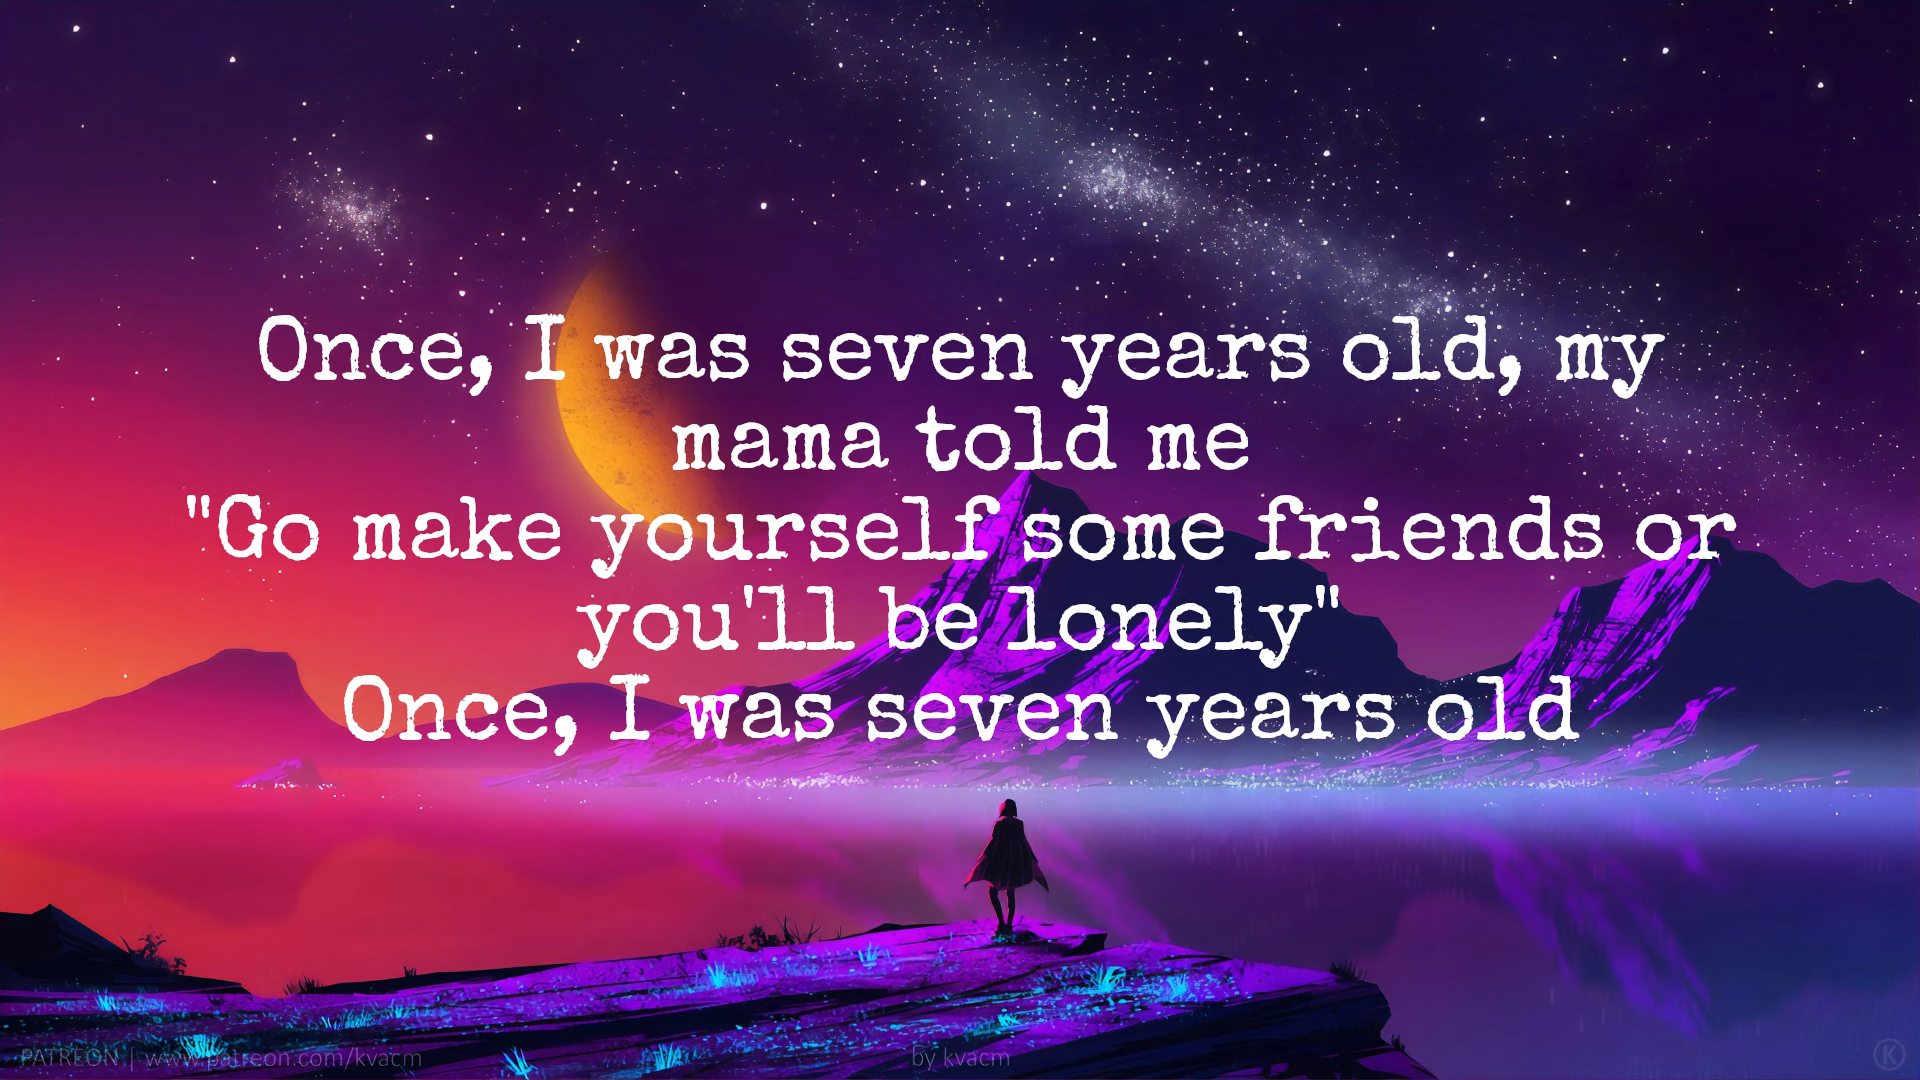 Once, I was seven years old, my
mama told me
"Go make yourself some friends or
you'll be lonely"
Once, I was seven years old
PATREON | www.patreon.com/kvacm
by kvacm
K